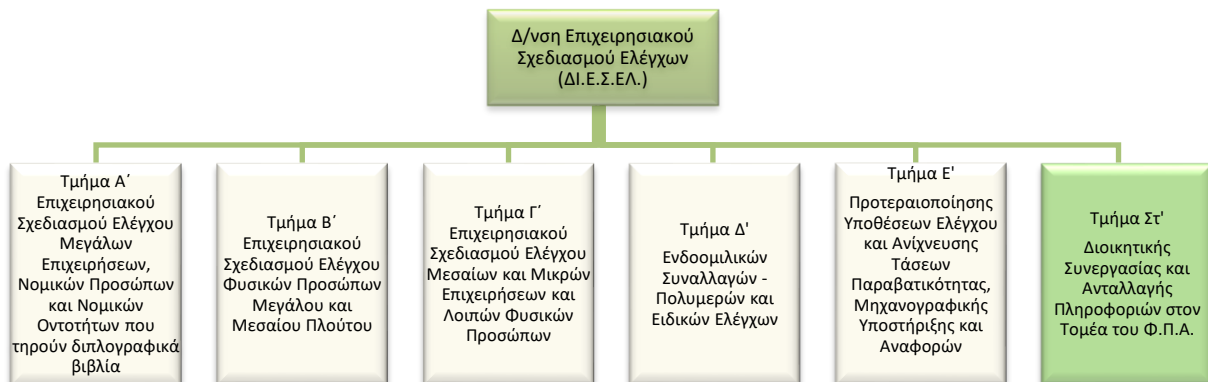 Δ/νση Επιχειρησιακού
Σχεδιασμού Ελέγχων
(ΔΙ.Ε.Σ.ΕΛ.)
Τμήμα Α΄
Επιχειρησιακού
Σχεδιασμού Ελέγχου
Μεγάλων
Επιχειρήσεων,
Νομικών Προσώπων
και Νομικών
Οντοτήτων που
τηρούν διπλογραφικά
βιβλία
Τμήμα Β΄
Επιχειρησιακού
Σχεδιασμού Ελέγχου
Φυσικών Προσώπων
Μεγάλου και
Μεσαίου Πλούτου
Τμήμα Γ΄
Επιχειρησιακού
Σχεδιασμού Ελέγχου
Μεσαίων και Μικρών
Επιχειρήσεων και
Λοιπών Φυσικών
Προσώπων
Τμήμα Δ'
Ενδοομιλικών
Συναλλαγών -
Πολυμερών και
Ειδικών Ελέγχων
Τμήμα Ε'
Προτεραιοποίησης
Υποθέσεων Ελέγχου
και Ανίχνευσης
Τάσεων
Παραβατικότητας,
Μηχανογραφικής
Υποστήριξης και
Αναφορών
Τμήμα Στ'
Διοικητικής
Συνεργασίας και
Ανταλλαγής
Πληροφοριών στον
Τομέα του Φ.Π.Α.